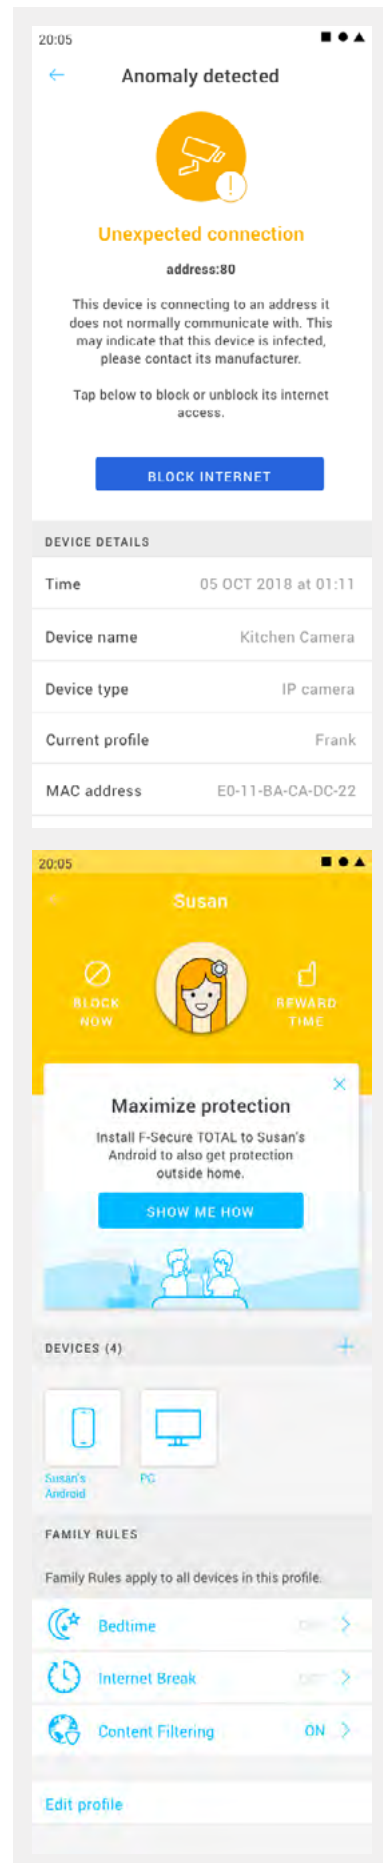 20:05
Anomaly detected
Unexpected connection
address:80
This device is connecting to an address it
does not normally communicate with. This
may indicate that this device is infected,
please contact its manufacturer.
Tap below to block or unblock its internet
access.
BLOCK INTERNET
DEVICE DETAILS
Time 05 OCT 2018 at 01:11
Device name Kitchen Camera
Device type IP camera
Current profile Frank
MAC address E0-11-BA-CA-DC-22
20:05
Susan
BLOCK
NOW
REWARD
TIME
Maximize protection
Install F-Secure TOTAL to Susan's
Android to also get protection
outside home.
SHOW ME HOW
DEVICES (4)
Susan's
Android
PC
FAMILY RULES
Family Rules apply to all devices in this profile.
Bedtime
Internet Break
Content Filtering ON
Edit profile